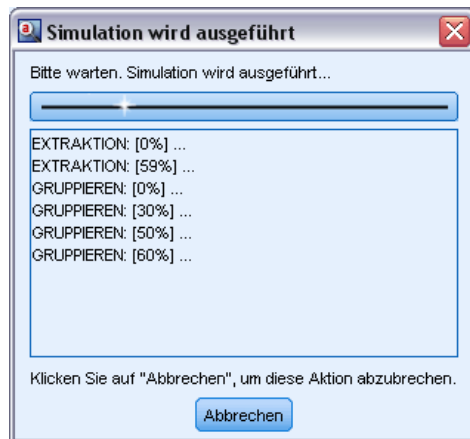 Simulation wird ausgeführt
Bitte warten. Simulation wird ausgeführt...
EXTRAKTION: [0%] ...
EXTRAKTION: [59%] ...
GRUPPIEREN: [0%] ...
GRUPPIEREN: [30%] ...
GRUPPIEREN: [50%] ...
GRUPPIEREN: [60%] ...
Klicken Sie auf "Abbrechen", um diese Aktion abzubrechen.
Abbrechen